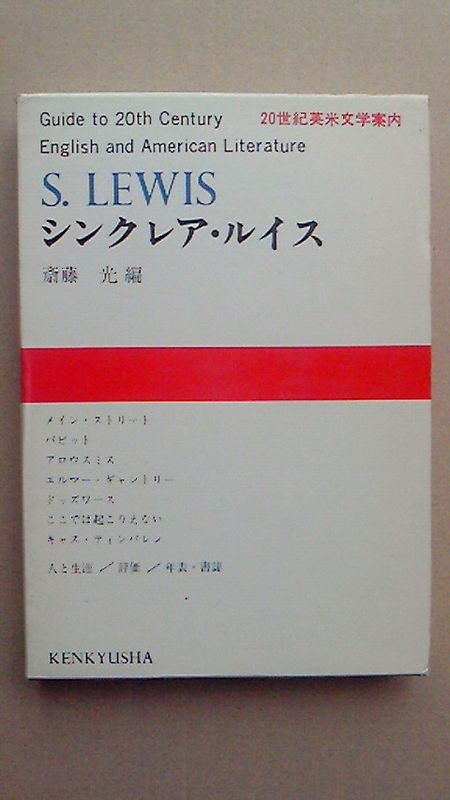 Guide to 20th Century 20世紀英米文学案内
English and American Literature
S. LEWIS
シンクレア・ルイス
斎藤 光編
メイン・ストリート
バビット
アロウスミス
エルマー・ギャントリー
ドッズワース
ここでは起こりえない
キャス・ティンバレン
人と生涯／評価／年表・書誌
KENKYUSHA